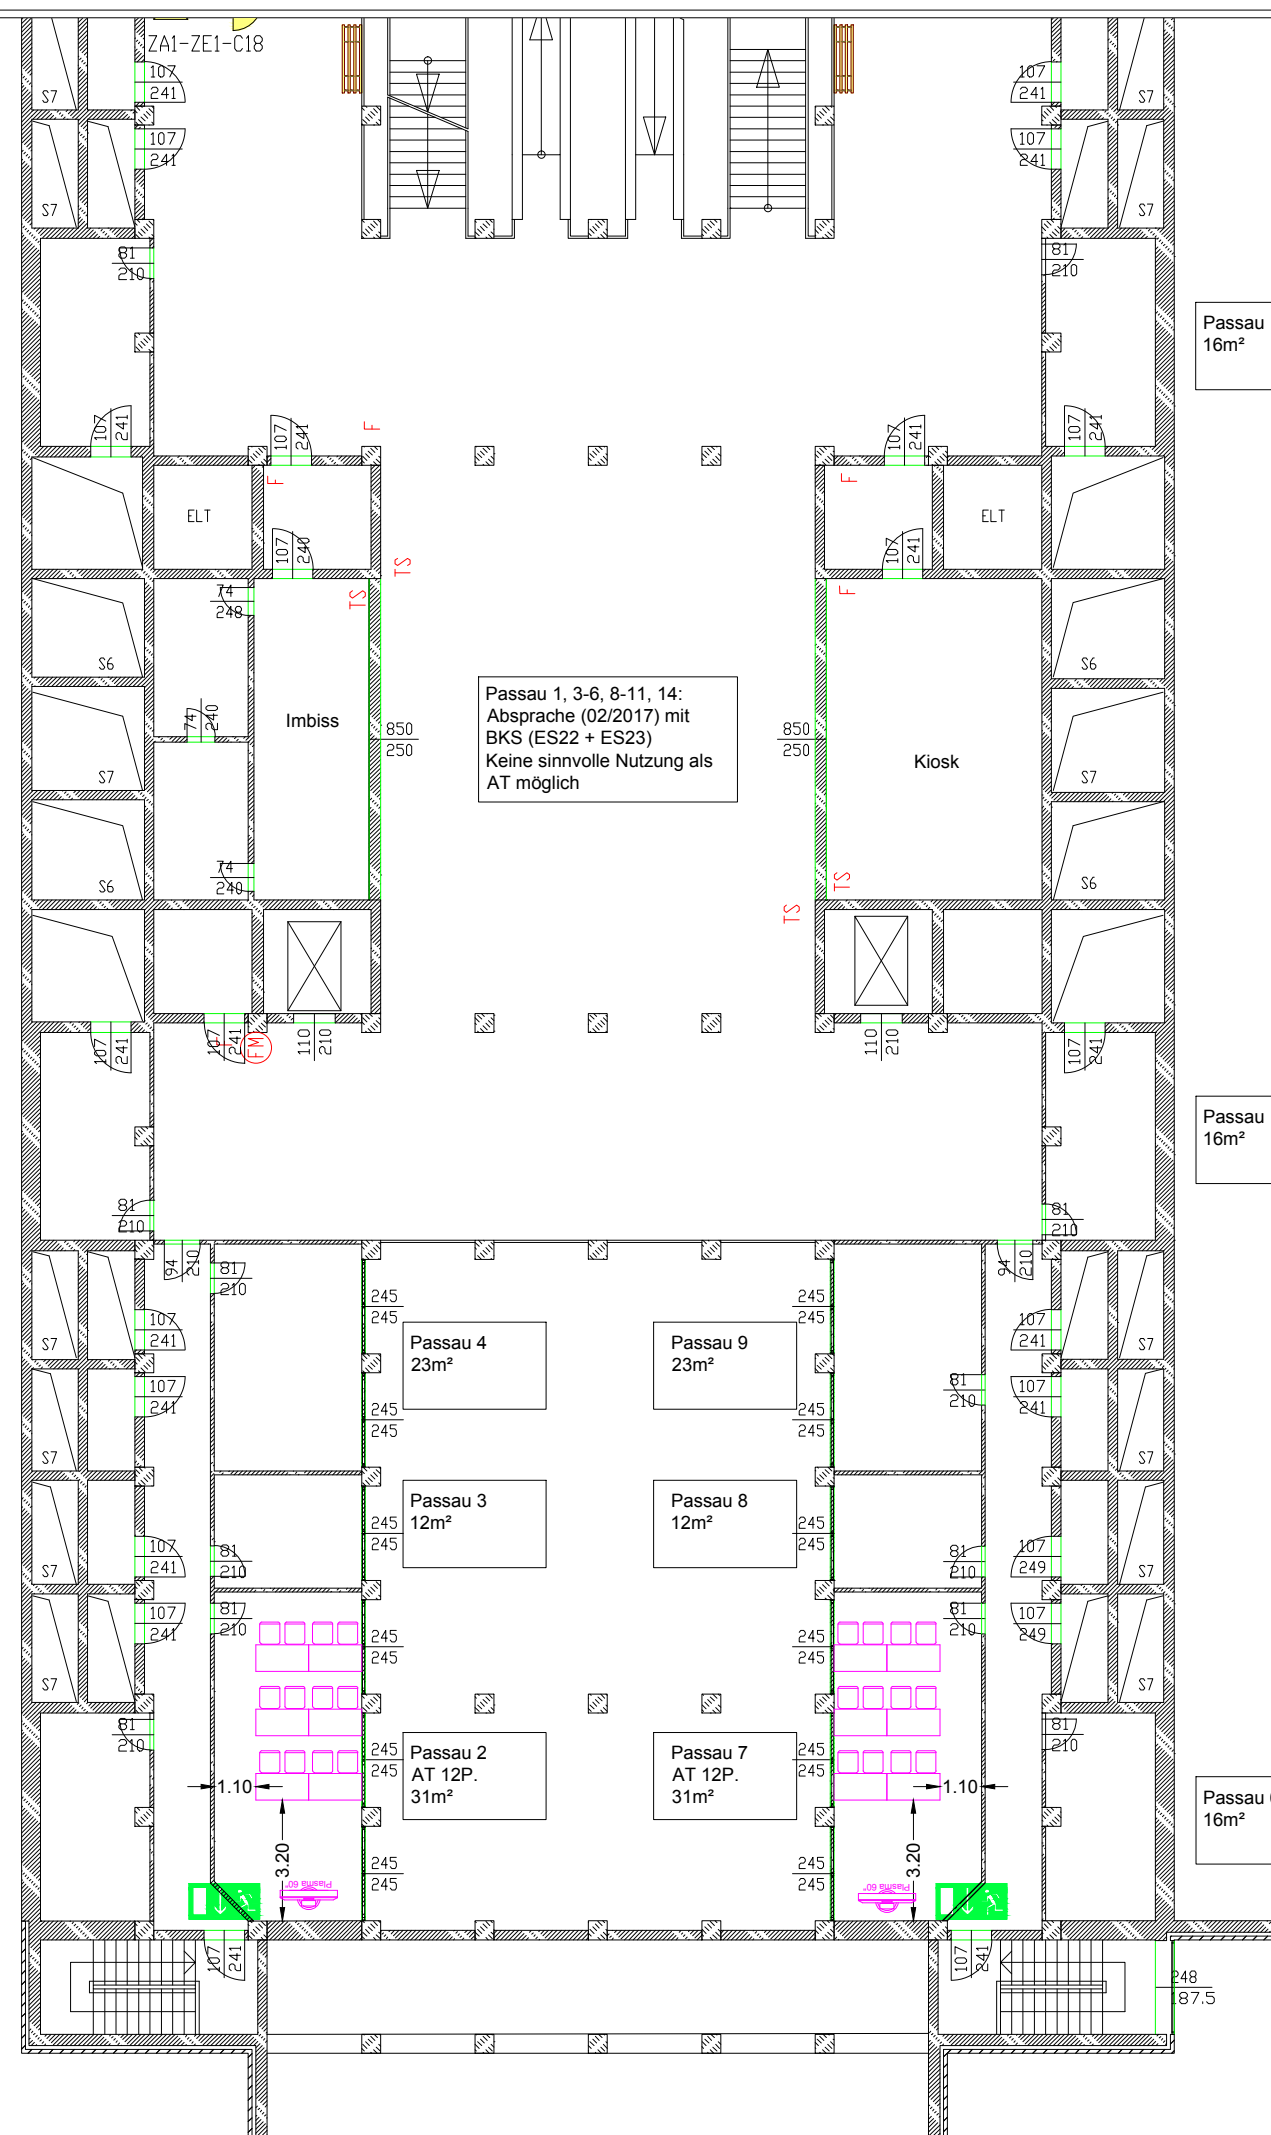 ZA1-ZE1-C18
107
241
107
241
S7
S7
107
241
107
241
S7
S7
81
210
81
210
Passau
16m²
F
107
241
107
241
107
241
107
241
F
F
ELT
ELT
107
240
107
241
TS
TS
F
74
248
S6
S6
Passau 1, 3-6, 8-11, 14:
Absprache (02/2017) mit
BKS (ES22 + ES23)
Keine sinnvolle Nutzung als
AT möglich
Imbiss
74
240
850
250
850
250
Kiosk
S7
S7
74
240
S6
S6
TS
TS
107
241
107
241
FM
110
210
110
210
107
241
Passau
16m²
81
210
81
210
94
210
94
210
81
210
245
245
245
245
107
241
107
241
S7
S7
Passau 4
23m²
Passau 9
23m²
107
241
81
210
107
241
245
245
245
245
S7
S7
Passau 3
12m²
Passau 8
12m²
245
245
245
245
107
241
81
210
81
210
107
249
S7
S7
107
241
81
210
81
210
107
249
245
245
245
245
S7
S7
81
210
81
210
Passau 2
AT 12P.
31m²
Passau 7
AT 12P.
31m²
245
245
245
245
1.10
1.10
Passau
16m²
3.20
3.20
Plasma 60"
Plasma 60"
245
245
245
245
107
241
107
241
248
187.5